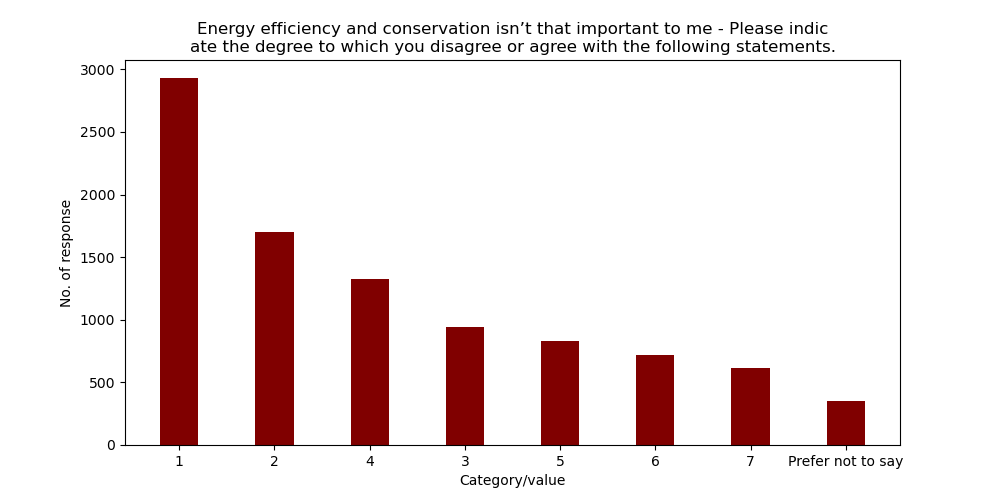 Energy efficiency and conservation isn’t that important to me - Please indic
ate the degree to which you disagree or agree with the following statements.
3000
2500
2000
1500
1000
500
0
No. of response
1 2 4 3 5 6 7 Prefer not to say
Category/value